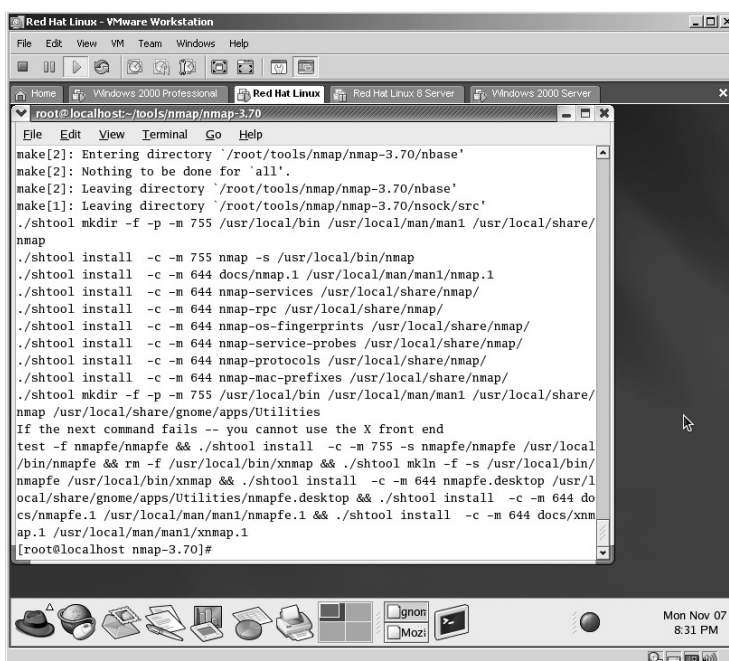 Red Hat Linux - VMware Workstation
File Edit View VM Team Windows Help
Home Windows 2000 Professional Red Hat Linux Red Hat Linux 8 Server Windows 2000 Server
root@localhost:~/tools/nmap/nmap-3.70
File Edit View Terminal Go Help
make[2]: Entering directory `/root/tools/nmap/nmap-3.70/nbase'
make[2]: Nothing to be done for `all'.
make[2]: Leaving directory `/root/tools/nmap/nmap-3.70/nbase'
make[1]: Leaving directory `/root/tools/nmap/nmap-3.70/nsock/src'
./shtool mkdir -f -p -m 755 /usr/local/bin /usr/local/man/man1 /usr/local/share/
nmap
./shtool install  -c -m 755 nmap -s /usr/local/bin/nmap
./shtool install  -c -m 644 docs/nmap.1 /usr/local/man/man1/nmap.1
./shtool install  -c -m 644 nmap-services /usr/local/share/nmap/
./shtool install  -c -m 644 nmap-rpc /usr/local/share/nmap/
./shtool install  -c -m 644 nmap-os-fingerprints /usr/local/share/nmap/
./shtool install  -c -m 644 nmap-service-probes /usr/local/share/nmap/
./shtool install  -c -m 644 nmap-protocols /usr/local/share/nmap/
./shtool install  -c -m 644 nmap-mac-prefixes /usr/local/share/nmap/
./shtool mkdir -f -p -m 755 /usr/local/bin /usr/local/man/man1 /usr/local/share/
nmap /usr/local/share/gnome/apps/Utilities
If the next command fails -- you cannot use the X front end
test -f nmapfe/nmapfe && ./shtool install  -c -m 755 -s nmapfe/nmapfe /usr/local
/bin/nmapfe && rm -f /usr/local/bin/xnmap && ./shtool mkln -f -s /usr/local/bin/
nmapfe /usr/local/bin/xnmap && ./shtool install  -c -m 644 nmapfe.desktop /usr/l
ocal/share/gnome/apps/Utilities/nmapfe.desktop && ./shtool install  -c -m 644 do
cs/nmapfe.1 /usr/local/man/man1/nmapfe.1 && ./shtool install  -c -m 644 docs/xnm
ap.1 /usr/local/man/man1/xnmap.1
[root@localhost nmap-3.70]#
gnom
Mozi
Mon Nov 07
8:31 PM